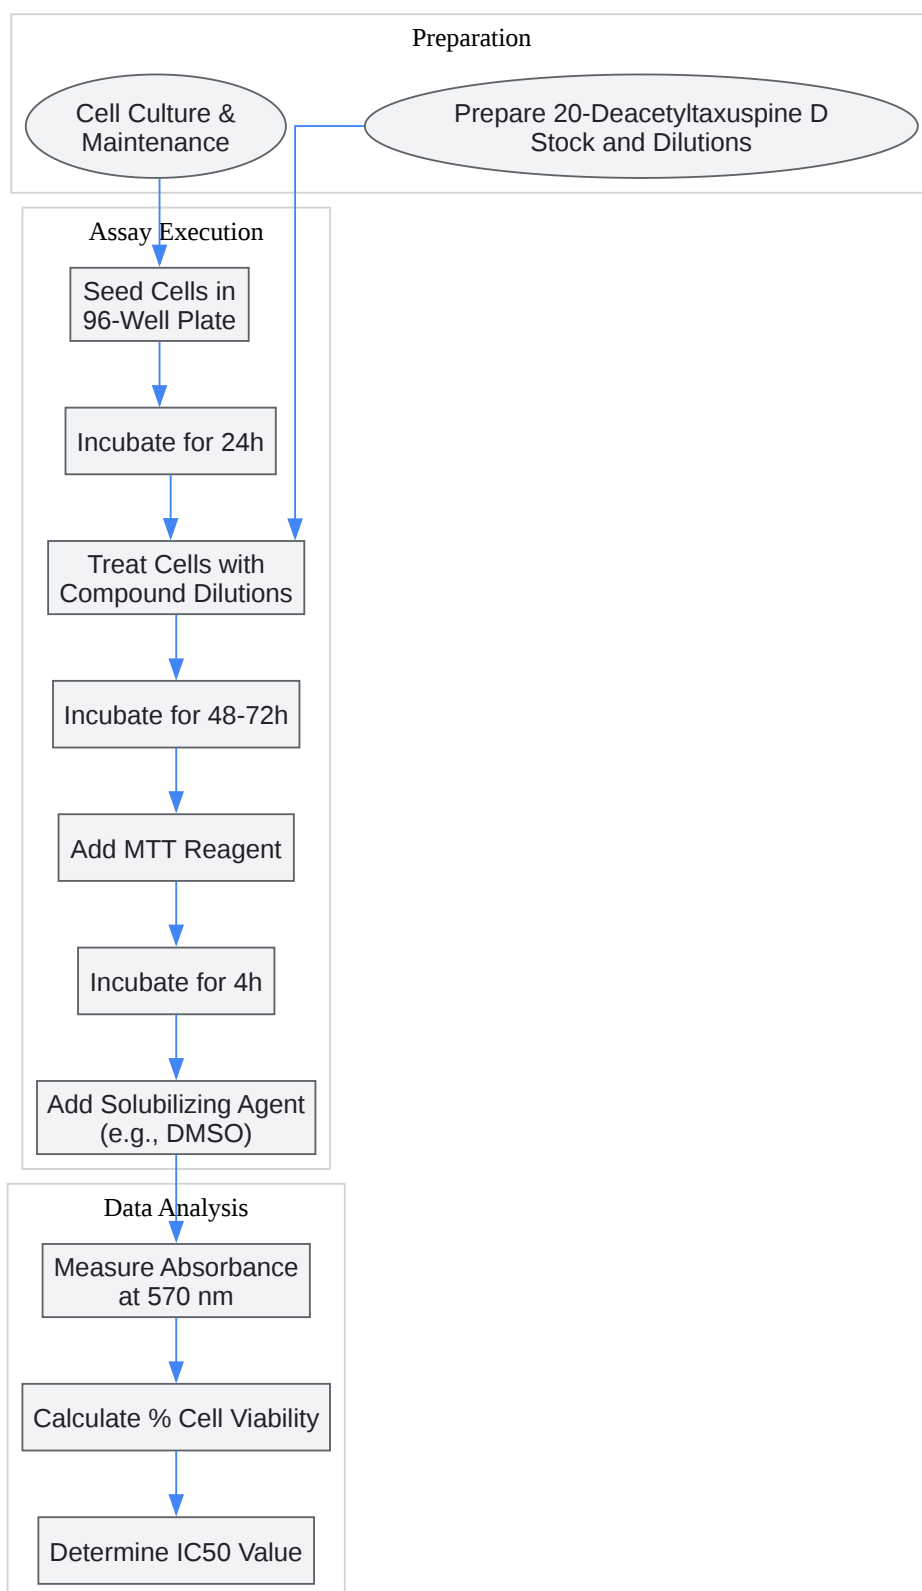 Preparation
Cell Culture &
Maintenance
Prepare 20-Deacetyltaxuspine D
Stock and Dilutions
Assay Execution
Seed Cells in
96-Well Plate
Incubate for 24h
Treat Cells with
Compound Dilutions
Incubate for 48-72h
Add MTT Reagent
Incubate for 4h
Add Solubilizing Agent
(e.g., DMSO)
Data Analysis
Measure Absorbance
at 570 nm
Calculate % Cell Viability
Determine IC50 Value